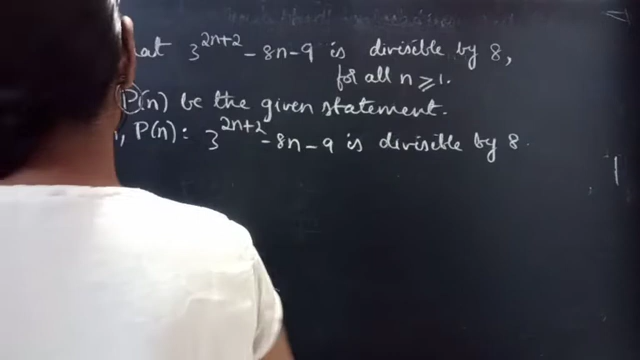 that 3^{2n+2} - 8n - 9 is divisible by 8,
for all n ⩾ 1.
P(n) be the given statement.
P(n): 3^{2n+2} - 8n - 9 is divisible by 8.